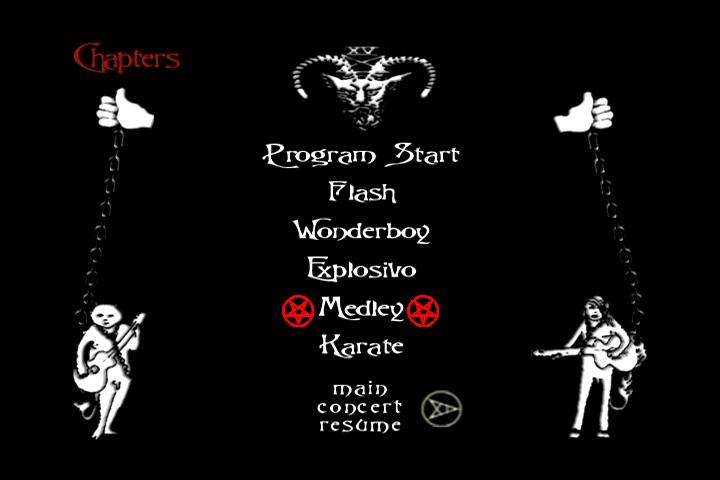 Chapters
XV
Program Start
Flash
Wonderboy
Explosivo
Medley
Karate
main
concert
resume